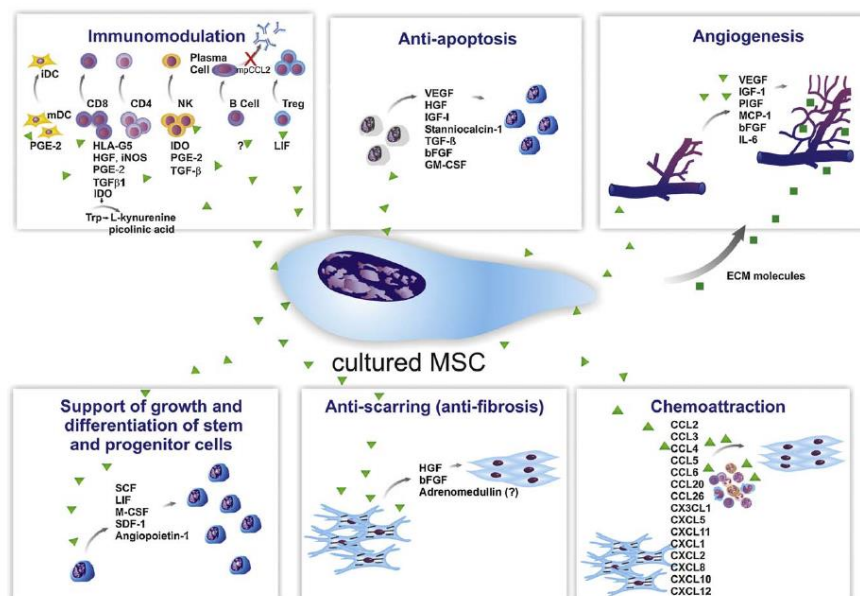 Immunomodulation
iDC
Plasma
Cell
mpCCL2
mDC
CD8
CD4
NK
B Cell
Treg
PGE-2
HLA-G5
HGF, iNOS
PGE-2
TGFβ1
IDO
IDO
PGE-2
TGF-β
?
LIF
Trp→L-kynurenine
picolinic acid
Anti-apoptosis
VEGF
HGF
IGF-I
Stanniocalcin-1
TGF-ß
bFGF
GM-CSF
Angiogenesis
VEGF
IGF-1
PIGF
MCP-1
bFGF
IL-6
ECM molecules
cultured MSC
Support of growth and
differentiation of stem
and progenitor cells
SCF
LIF
M-CSF
SDF-1
Angiopoietin-1
Anti-scarring (anti-fibrosis)
HGF
bFGF
Adrenomedullin (?)
Chemoattraction
CCL2
CCL3
CCL4
CCL5
CCL6
CCL20
CCL26
CX3CL1
CXCL5
CXCL11
CXCL1
CXCL2
CXCL8
CXCL10
CXCL12